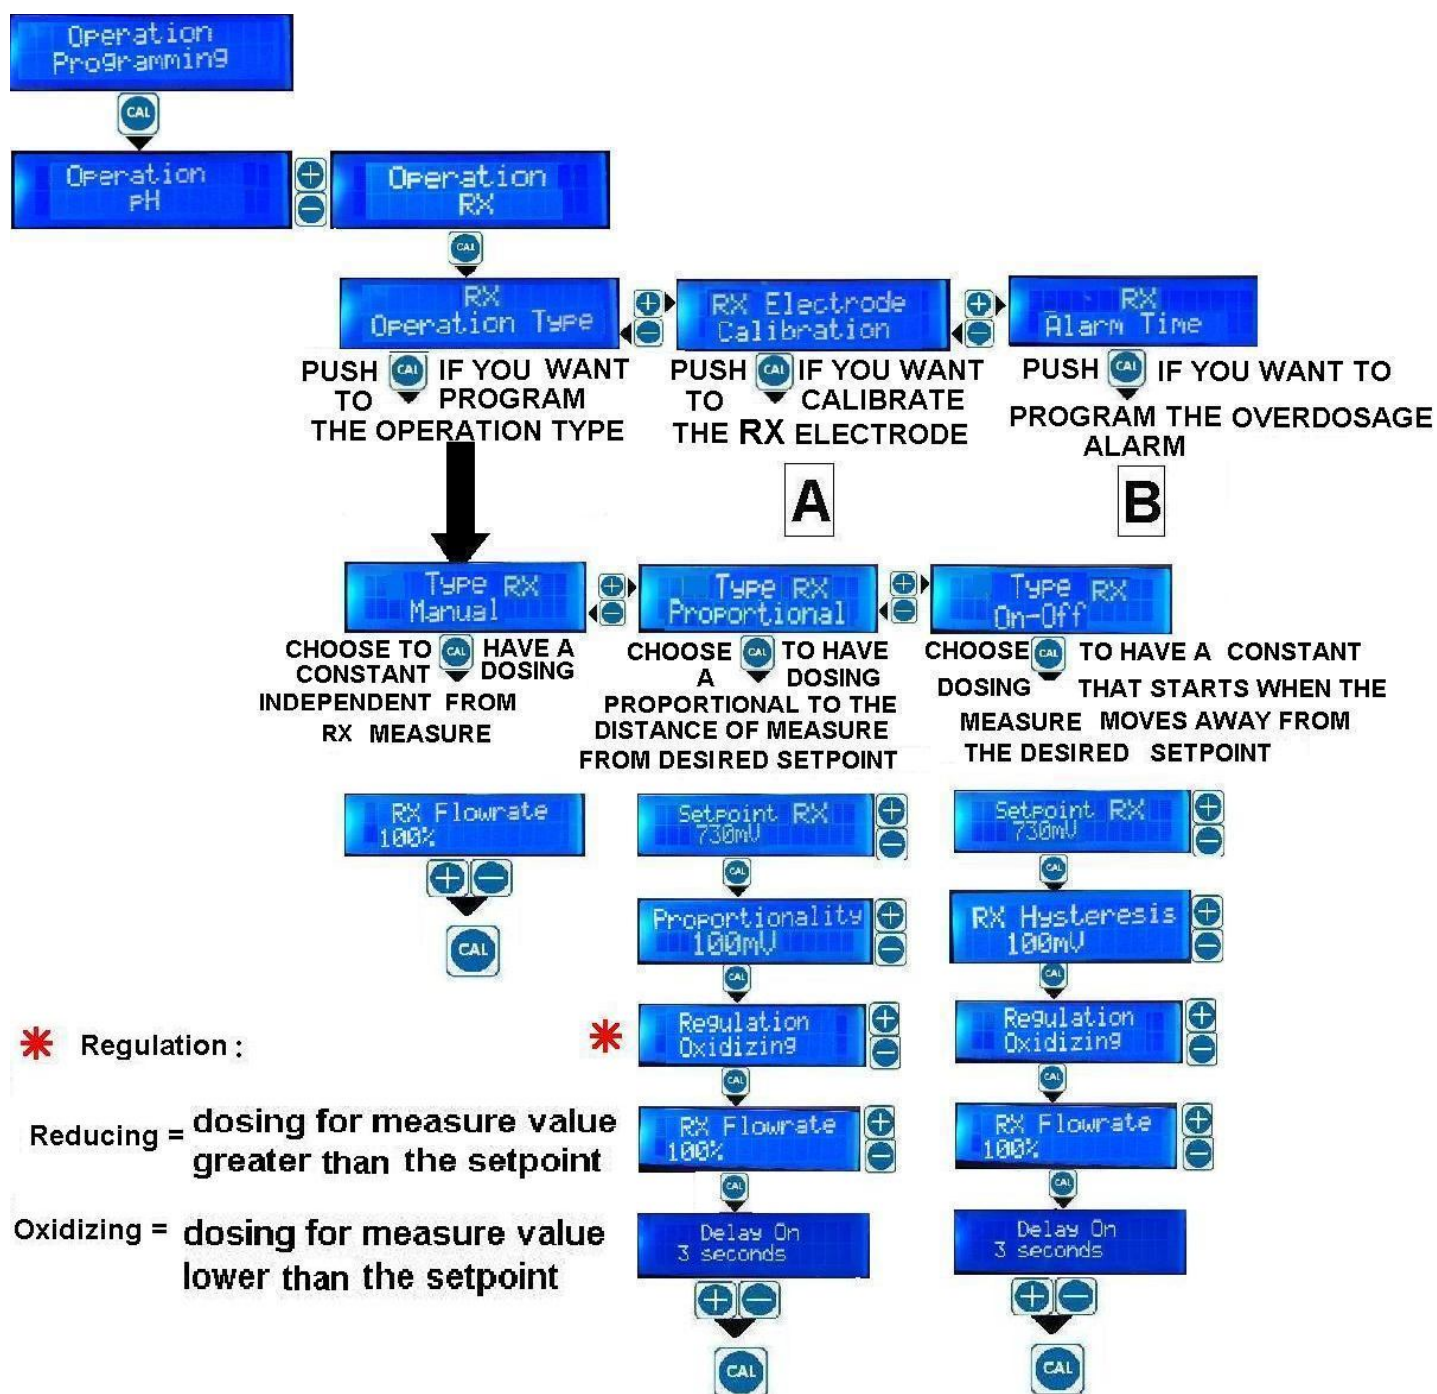 Operation
Programming
CAL
Operation
pH
Operation
RX
CAL
RX
Operation Type
RX Electrode
Calibration
RX
Alarm Time
PUSH CAL IF YOU WANT
TO PROGRAM
THE OPERATION TYPE
PUSH CAL IF YOU WANT
TO CALIBRATE
THE RX ELECTRODE
PUSH CAL IF YOU WANT TO
PROGRAM THE OVERDOSAGE
ALARM
A
B
Type RX
Manual
Type RX
Proportional
Type RX
On-Off
CHOOSE TO CAL HAVE A
CONSTANT DOSING
INDEPENDENT FROM
RX MEASURE
CHOOSE CAL TO HAVE
A DOSING
PROPORTIONAL TO THE
DISTANCE OF MEASURE
FROM DESIRED SETPOINT
CHOOSE CAL TO HAVE A CONSTANT
DOSING THAT STARTS WHEN THE
MEASURE MOVES AWAY FROM
THE DESIRED SETPOINT
RX Flowrate
100%
CAL
Setpoint RX
730mV
CAL
Proportionality
100mV
CAL
Regulation
Oxidizing
CAL
RX Flowrate
100%
CAL
Delay On
3 seconds
CAL
Setpoint RX
730mV
CAL
RX Hysteresis
100mV
CAL
Regulation
Oxidizing
CAL
RX Flowrate
100%
CAL
Delay On
3 seconds
CAL
* Regulation :
*
Reducing = dosing for measure value
greater than the setpoint
Oxidizing = dosing for measure value
lower than the setpoint